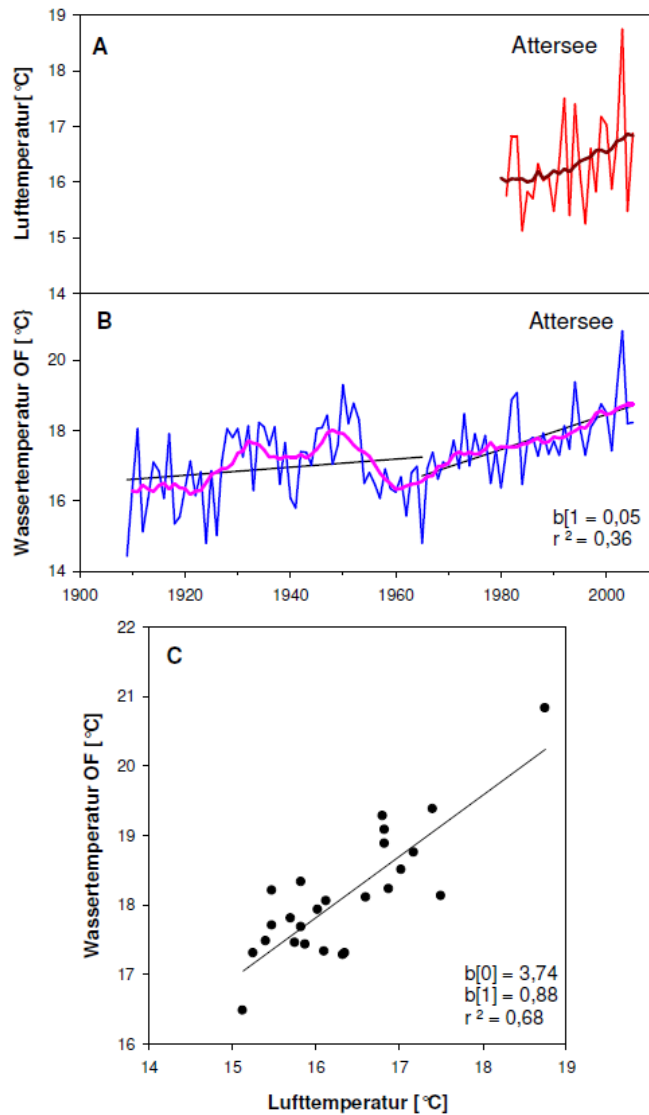 19
A
Attersee
18
17
16
15
14
Lufttemperatur[°C]
B
Attersee
20
18
16
14
Wassertemperatur OF [°C}
b[1 = 0,05
r² = 0,36
1900 1920 1940 1960 1980 2000
22
C
21
20
19
18
17
16
Wassertemperatur OF [°C]
b[0] = 3,74
b[1] = 0,88
r² = 0,68
14 15 16 17 18 19
Lufttemperatur [°C]